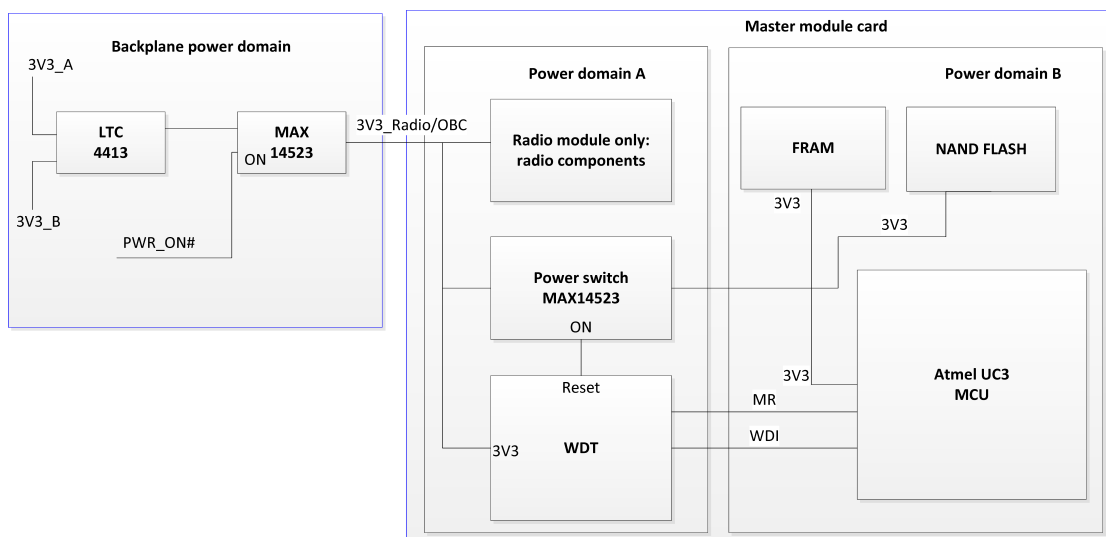 Backplane power domain
3V3_A
LTC
4413
MAX
14523
ON
3V3_B
PWR_ON#
3V3_Radio/OBC
Master module card
Power domain A
Radio module only:
radio components
Power switch
MAX14523
ON
Reset
3V3
WDT
Power domain B
FRAM
NAND FLASH
3V3
3V3
3V3
MR
WDI
Atmel UC3
MCU